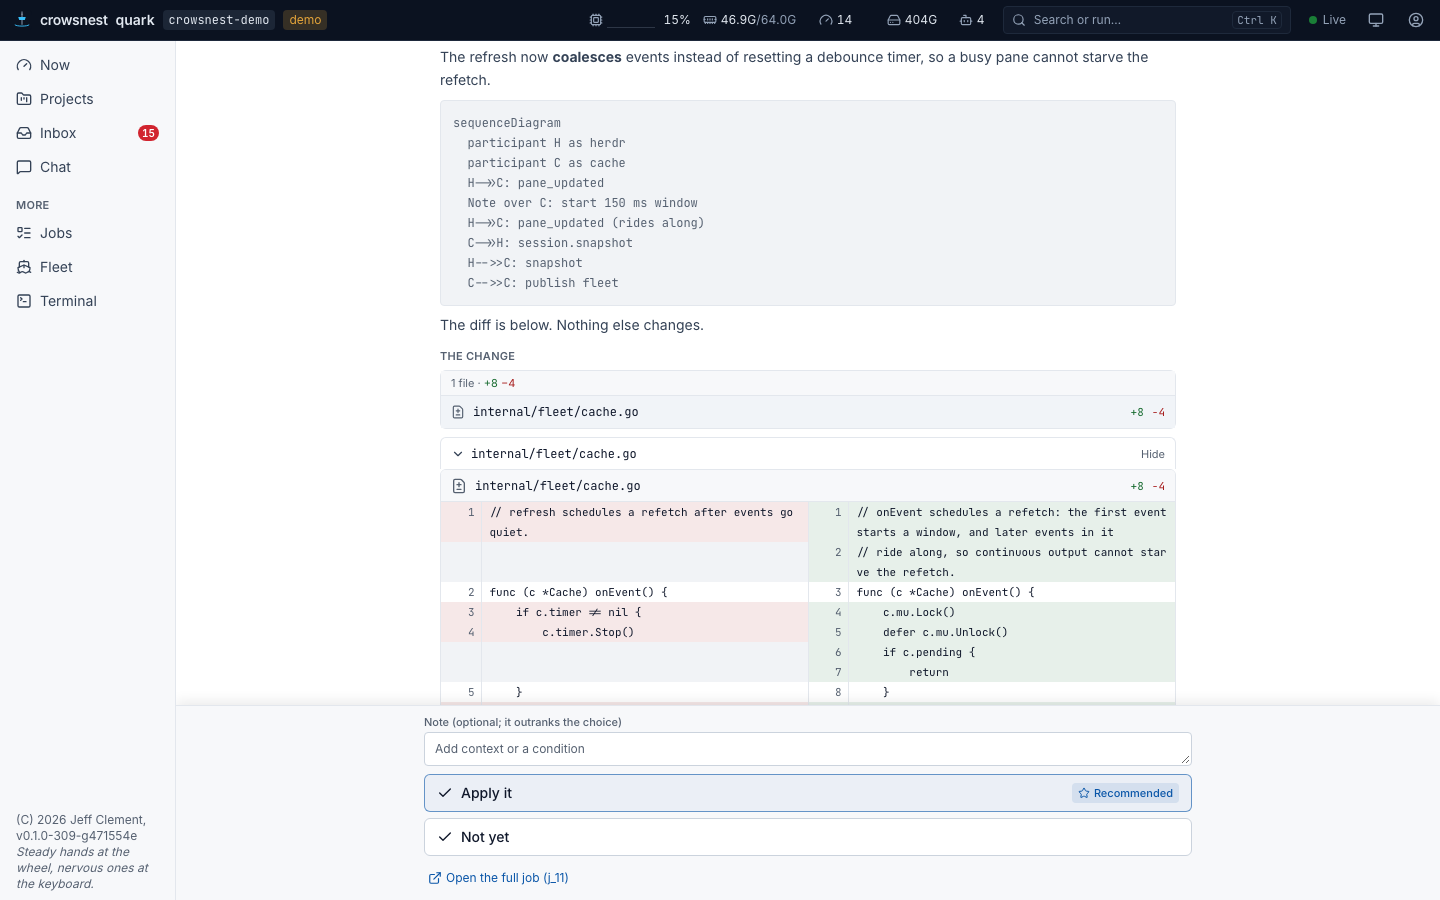 crowsnest quark crowsnest-demo demo 15% 46.9G/64.0G 14 404G 4 Search or run... Ctrl K Live
Now
Projects
Inbox 15
Chat
MORE
Jobs
Fleet
Terminal
(C) 2026 Jeff Clement,
v0.1.0-309-g471554e
Steady hands at the
wheel, nervous ones at
the keyboard.
The refresh now coalesces events instead of resetting a debounce timer, so a busy pane cannot starve the
refetch.
sequenceDiagram
participant H as herdr
participant C as cache
H->>C: pane_updated
Note over C: start 150 ms window
H->>C: pane_updated (rides along)
C->>H: session.snapshot
H-->>C: snapshot
C-->>C: publish fleet
The diff is below. Nothing else changes.
THE CHANGE
1 file · +8 −4
internal/fleet/cache.go +8 -4
internal/fleet/cache.go Hide
internal/fleet/cache.go +8 -4
1 // refresh schedules a refetch after events go
quiet.
2 func (c *Cache) onEvent() {
3 if c.timer != nil {
4 c.timer.Stop()
5 }
1 // onEvent schedules a refetch: the first event
starts a window, and later events in it
2 // ride along, so continuous output cannot star
ve the refetch.
3 func (c *Cache) onEvent() {
4 c.mu.Lock()
5 defer c.mu.Unlock()
6 if c.pending {
7 return
8 }
Note (optional; it outranks the choice)
Add context or a condition
Apply it Recommended
Not yet
Open the full job (j_11)